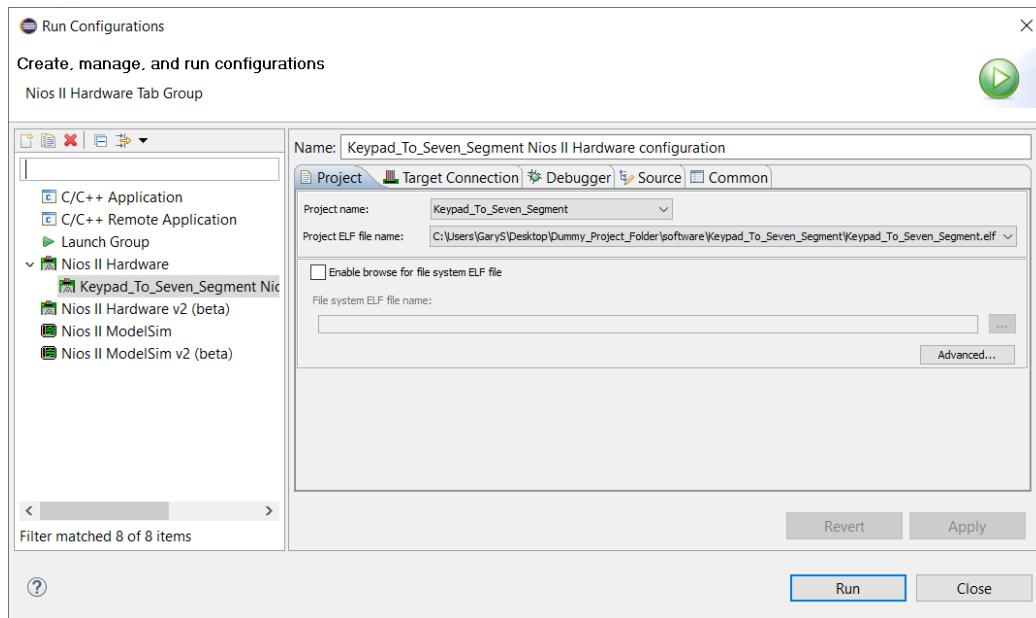 Run Configurations
Create, manage, and run configurations
Nios II Hardware Tab Group
C/C++ Application
C/C++ Remote Application
Launch Group
Nios II Hardware
Keypad_To_Seven_Segment Nio
Nios II Hardware v2 (beta)
Nios II ModelSim
Nios II ModelSim v2 (beta)
Filter matched 8 of 8 items
Name: Keypad_To_Seven_Segment Nios II Hardware configuration
Project Target Connection Debugger Source Common
Project name: Keypad_To_Seven_Segment
Project ELF file name: C:\Users\GaryS\Desktop\Dummy_Project_Folder\software\Keypad_To_Seven_Segment\Keypad_To_Seven_Segment.elf
Enable browse for file system ELF file
File system ELF file name:
...
Advanced...
Revert Apply
? Run Close